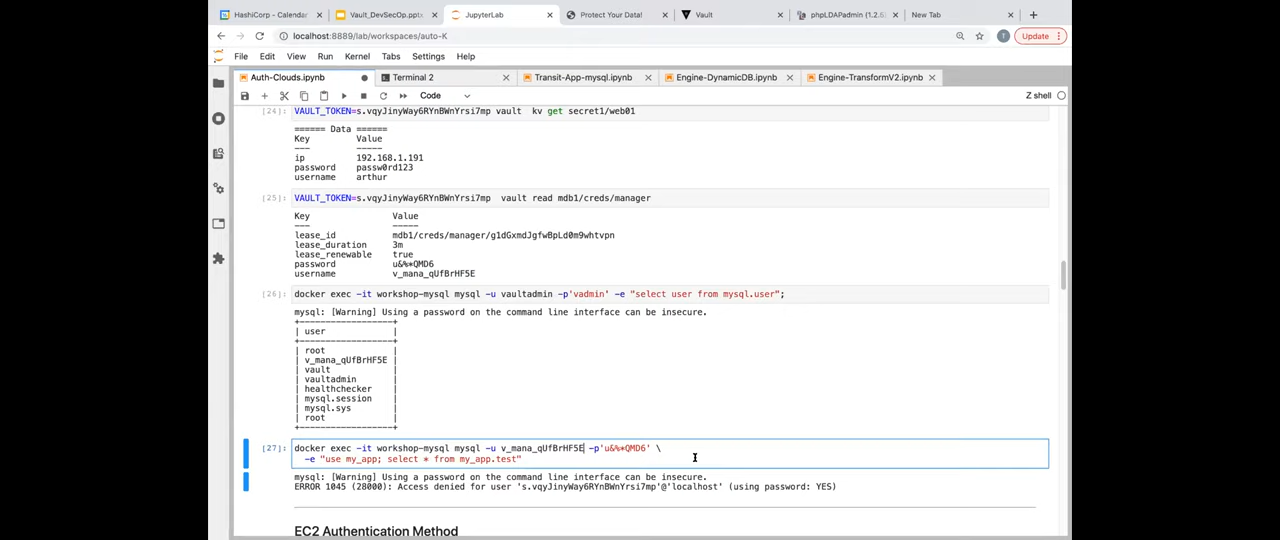 HashiCorp - Calendar
Vault_DevSecOp.pptx
JupyterLab
Protect Your Data!
Vault
phpLDAPadmin (1.2.6)
New Tab
localhost:8889/lab/workspaces/auto-K
T
Update
File Edit View Run Kernel Tabs Settings Help
Auth-Clouds.ipynb
Terminal 2
Transit-App-mysql.ipynb
Engine-DynamicDB.ipynb
Engine-TransformV2.ipynb
Code
Z shell
[24]: VAULT_TOKEN=s.vqyJinyWay6RYnBWnYrsi7mp vault  kv get secret1/web01
====== Data ======
Key Value
--- -----
ip 192.168.1.191
password passw0rd123
username arthur
[25]: VAULT_TOKEN=s.vqyJinyWay6RYnBWnYrsi7mp  vault read mdb1/creds/manager
Key Value
--- -----
lease_id mdb1/creds/manager/g1dGxmdJgfwBpLd0m9whtvpn
lease_duration 3m
lease_renewable true
password u&%*QMD6
username v_mana_qUfBrHF5E
[26]: docker exec -it workshop-mysql mysql -u vaultadmin -p'vadmin' -e "select user from mysql.user";
mysql: [Warning] Using a password on the command line interface can be insecure.
+------------------+
| user |
+------------------+
| root |
| v_mana_qUfBrHF5E |
| vault |
| vaultadmin |
| healthchecker |
| mysql.session |
| mysql.sys |
| root |
+------------------+
[27]: docker exec -it workshop-mysql mysql -u v_mana_qUfBrHF5E -p'u&%*QMD6' \
-e "use my_app; select * from my_app.test"
mysql: [Warning] Using a password on the command line interface can be insecure.
ERROR 1045 (28000): Access denied for user 's.vqyJinyWay6RYnBWnYrsi7mp'@'localhost' (using password: YES)
EC2 Authentication Method